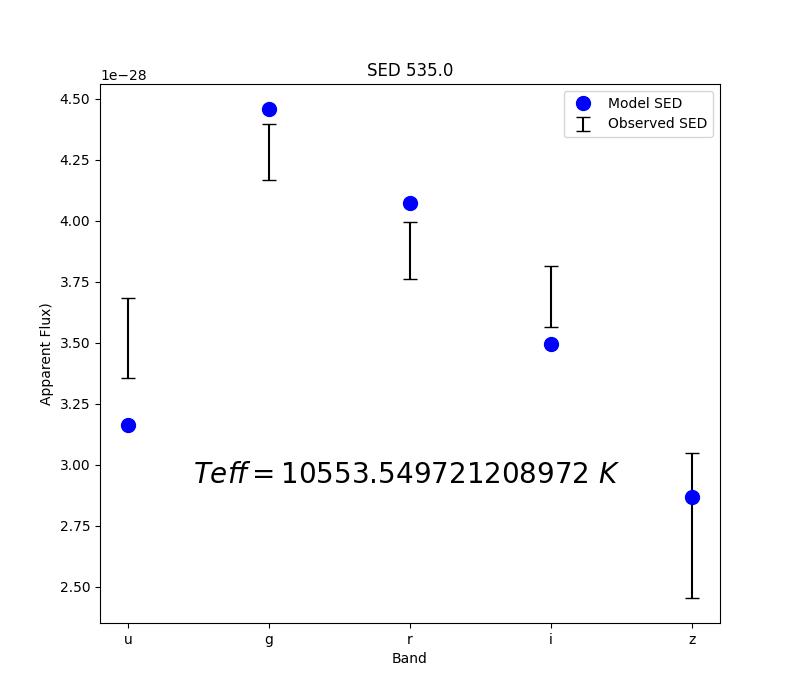 SED 535.0
1e−28
4.50
4.25
4.00
3.75
3.50
3.25
3.00
2.75
2.50
Apparent Flux)
Model SED
Observed SED
Teff = 10553.549721208972 K
u g r i z
Band